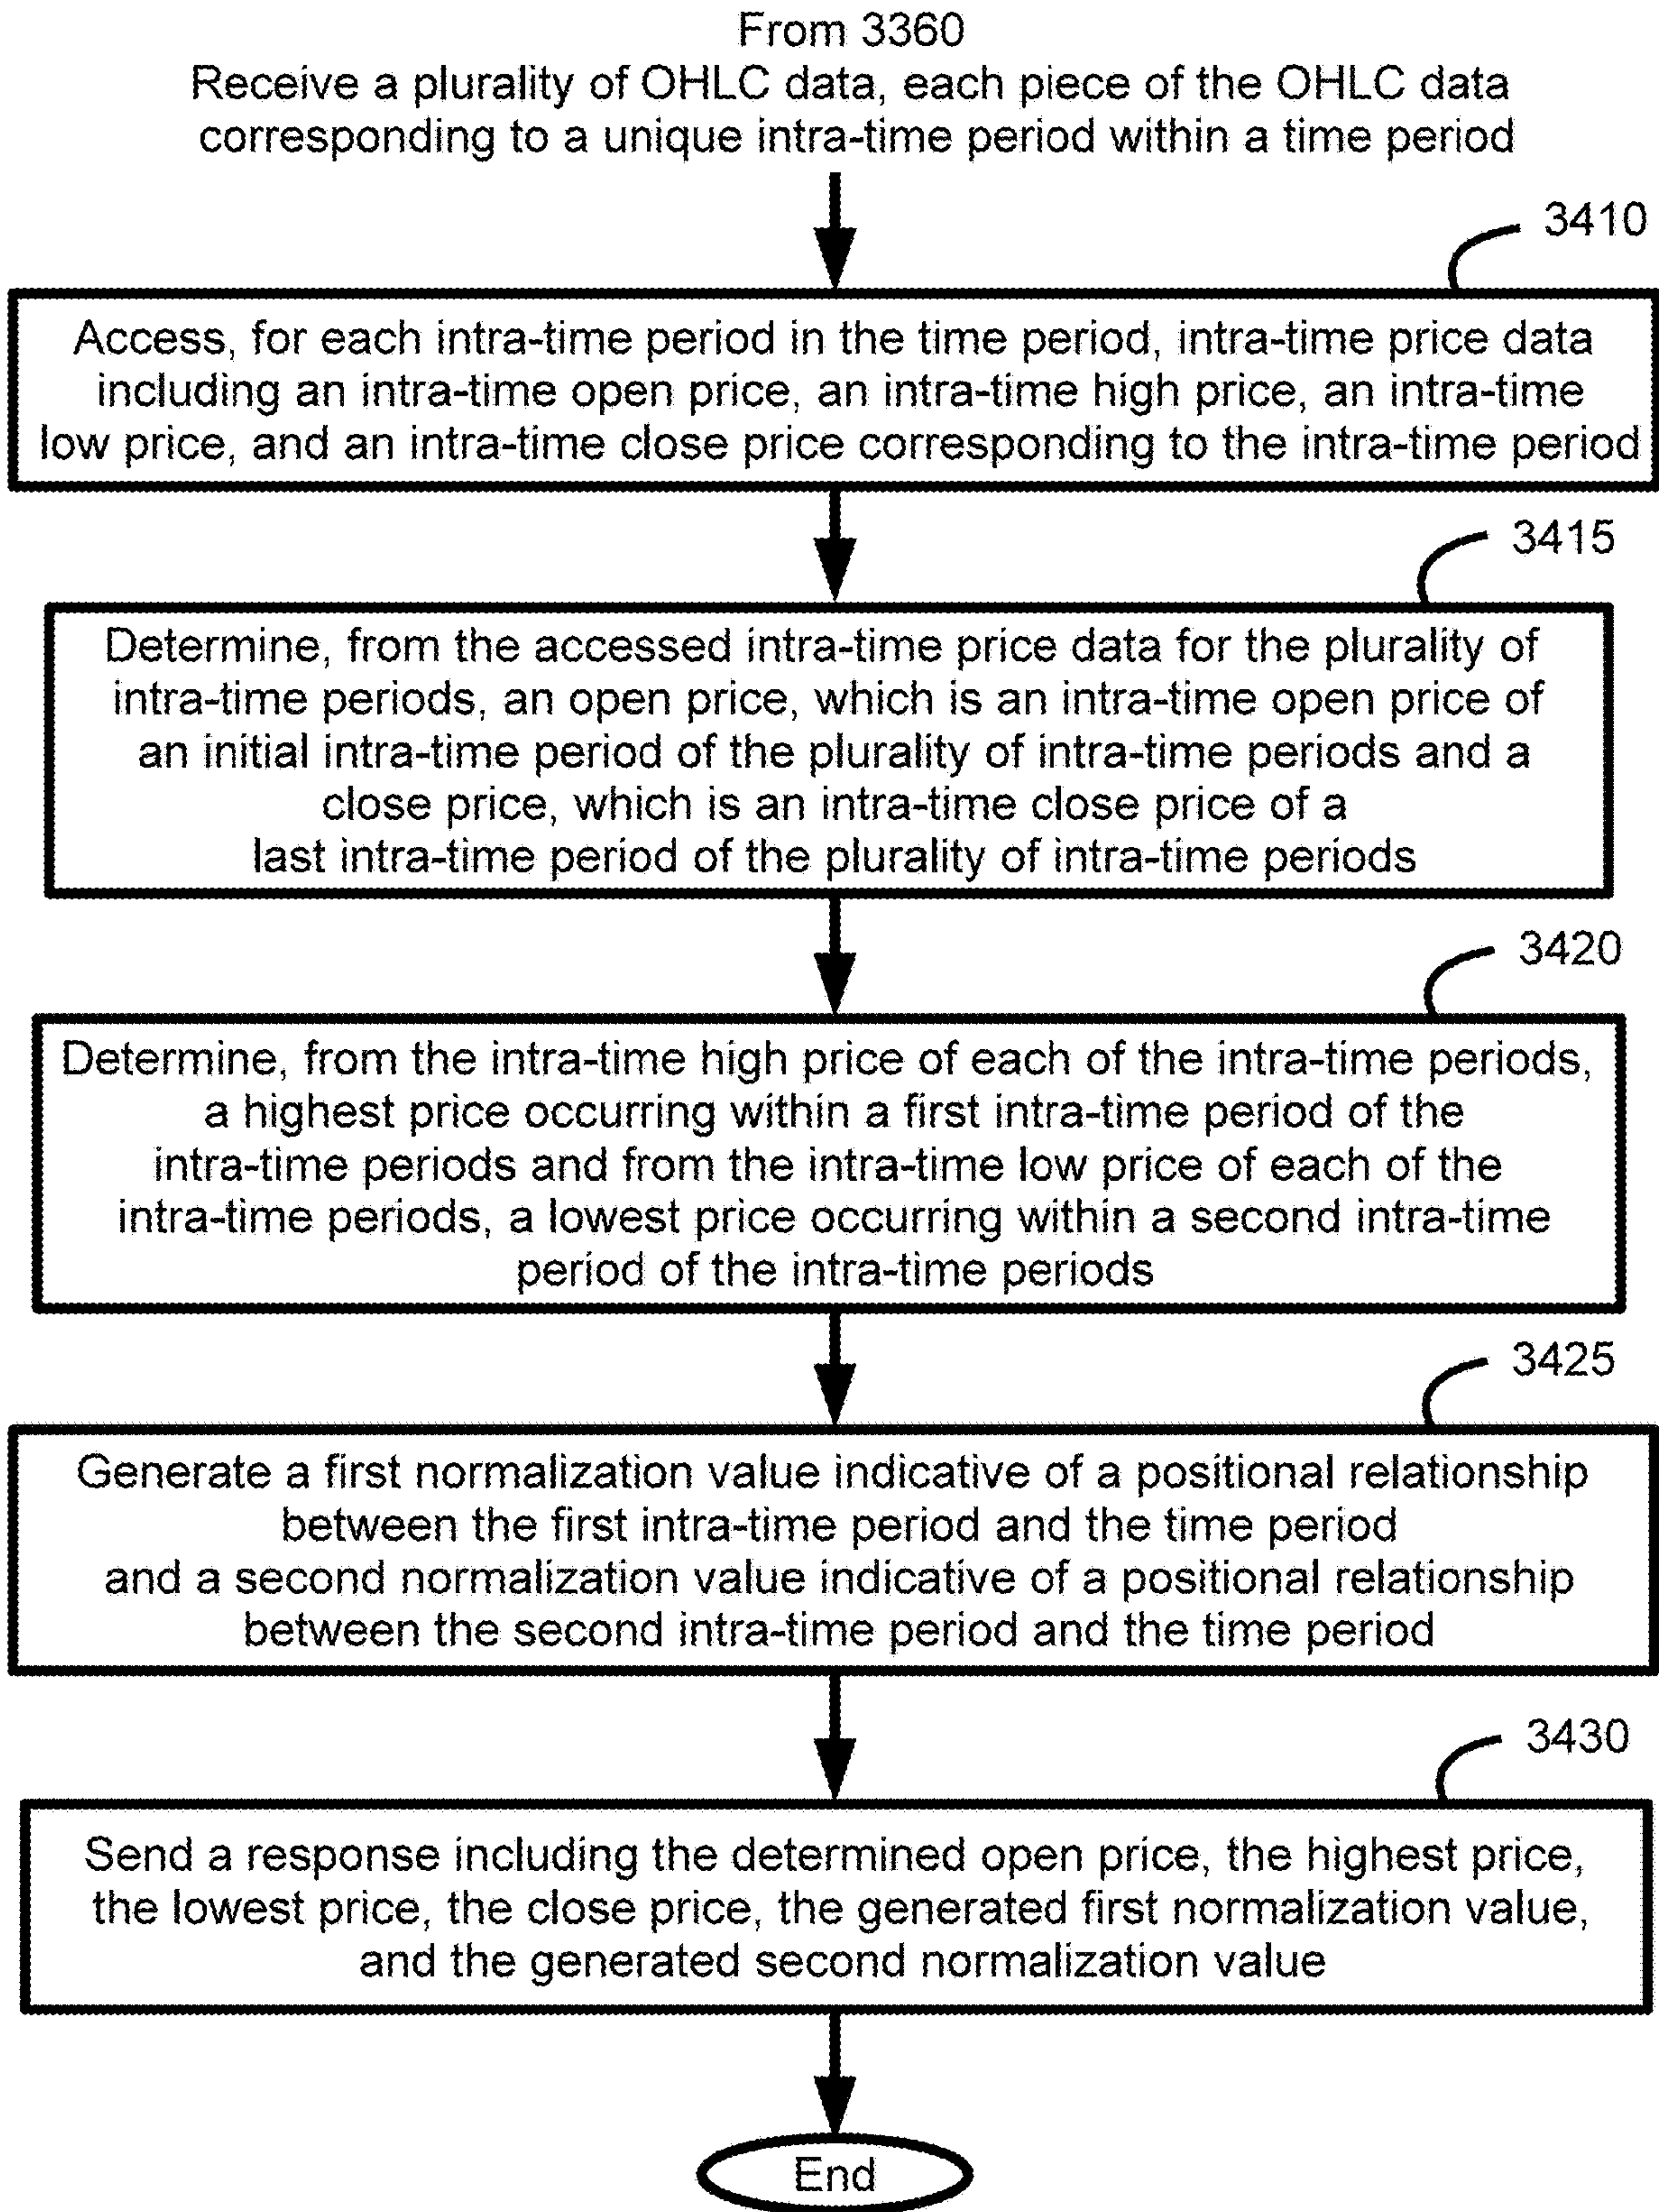 From 3360
Receive a plurality of OHLC data, each piece of the OHLC data
corresponding to a unique intra-time period within a time period
3410
Access, for each intra-time period in the time period, intra-time price data
including an intra-time open price, an intra-time high price, an intra-time
low price, and an intra-time close price corresponding to the intra-time period
3415
Determine, from the accessed intra-time price data for the plurality of
intra-time periods, an open price, which is an intra-time open price of
an initial intra-time period of the plurality of intra-time periods and a
close price, which is an intra-time close price of a
last intra-time period of the plurality of intra-time periods
3420
Determine, from the intra-time high price of each of the intra-time periods,
a highest price occurring within a first intra-time period of the
intra-time periods and from the intra-time low price of each of the
intra-time periods, a lowest price occurring within a second intra-time
period of the intra-time periods
3425
Generate a first normalization value indicative of a positional relationship
between the first intra-time period and the time period
and a second normalization value indicative of a positional relationship
between the second intra-time period and the time period
3430
Send a response including the determined open price, the highest price,
the lowest price, the close price, the generated first normalization value,
and the generated second normalization value
End